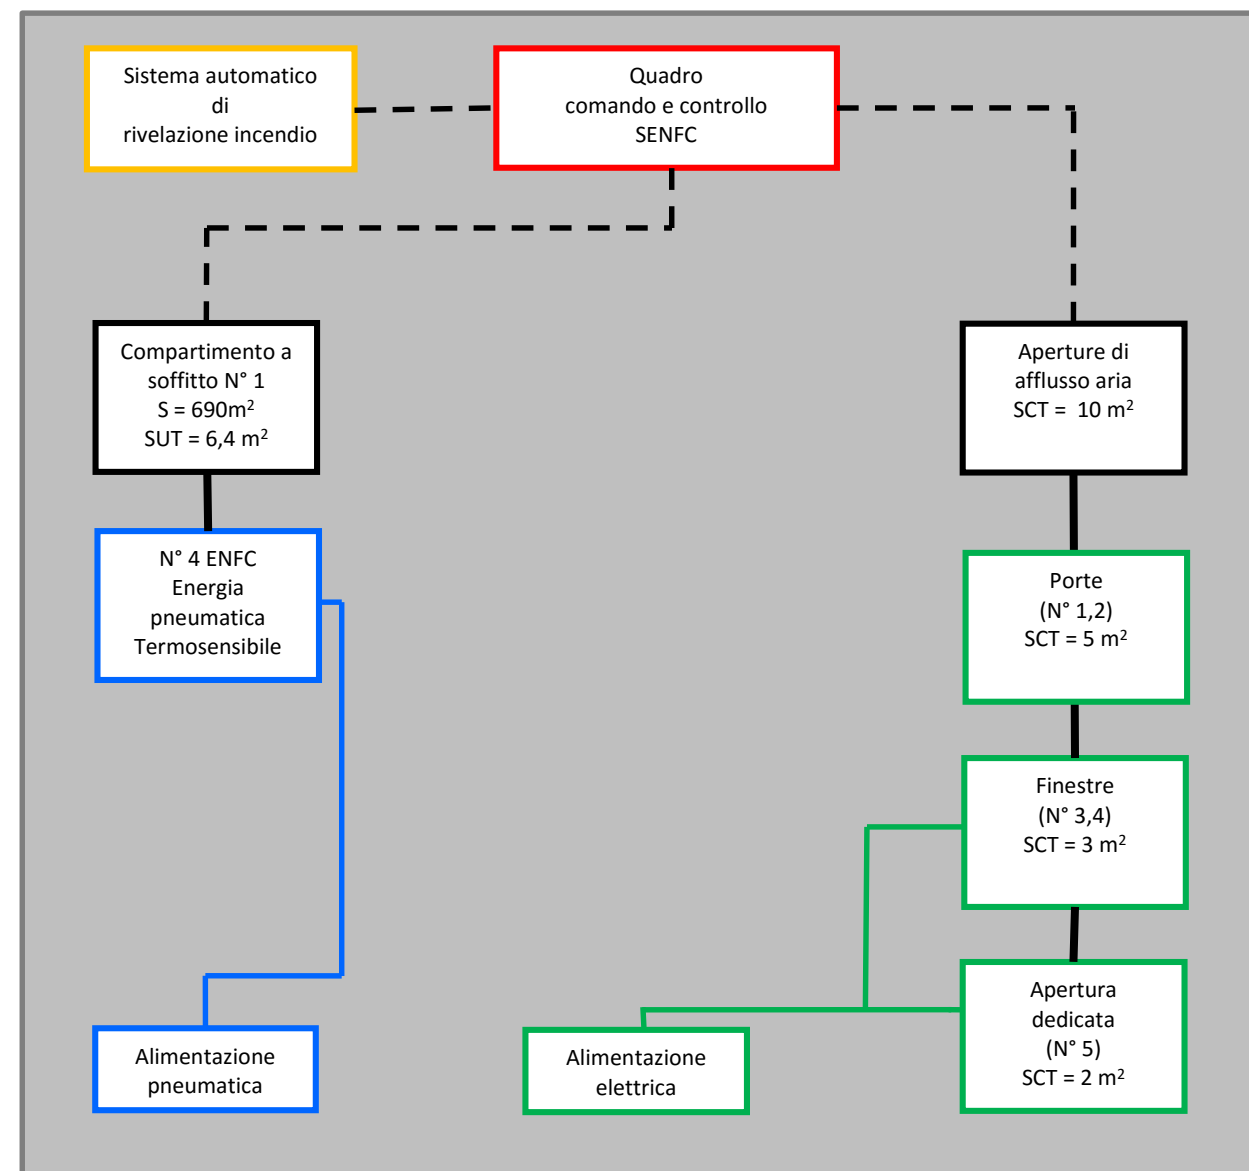 Sistema automatico
di
rivelazione incendio
Quadro
comando e controllo
SENFC
Compartimento a
soffitto N° 1
S = 690m²
SUT = 6,4 m²
Aperture di
afflusso aria
SCT =  10 m²
N° 4 ENFC
Energia
pneumatica
Termosensibile
Porte
(N° 1,2)
SCT = 5 m²
Finestre
(N° 3,4)
SCT = 3 m²
Apertura
dedicata
(N° 5)
SCT = 2 m²
Alimentazione
pneumatica
Alimentazione
elettrica